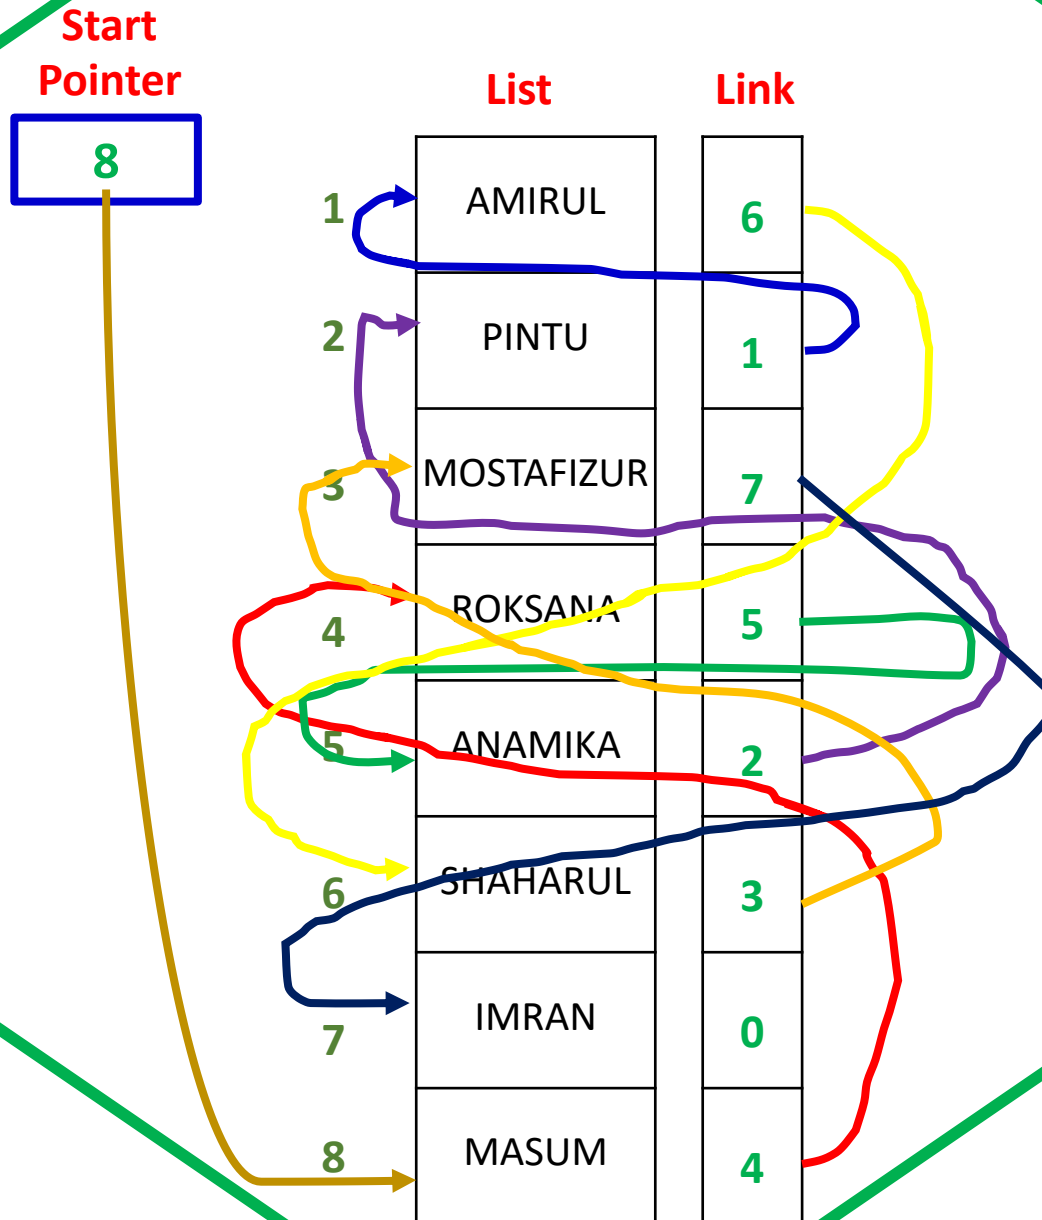 Start
Pointer
List Link
8
1 AMIRUL 6
2 PINTU 1
3 MOSTAFIZUR 7
4 ROKSANA 5
5 ANAMIKA 2
6 SHAHARUL 3
7 IMRAN 0
8 MASUM 4